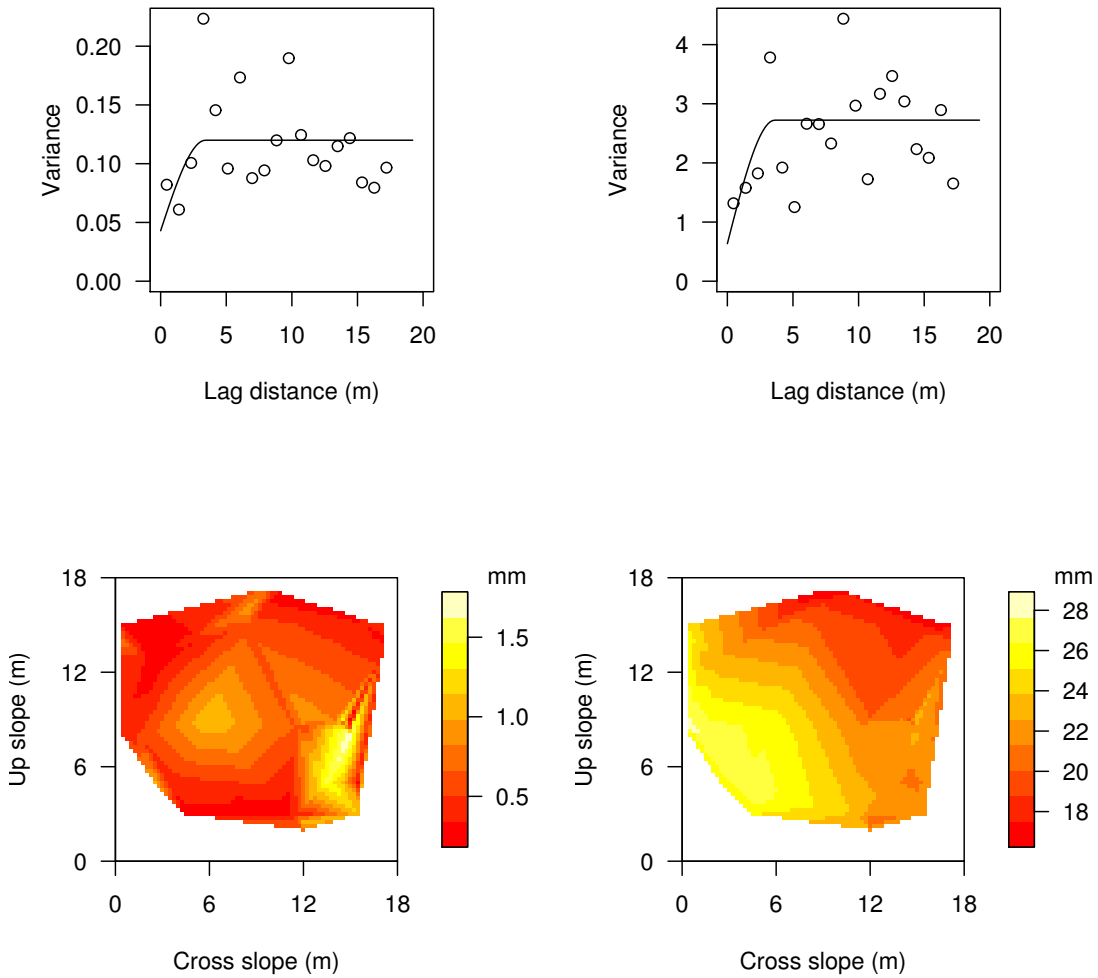 0.20
0.15
0.10
0.05
0.00
Variance
0 5 10 15 20
Lag distance (m)
4
3
2
1
0
Variance
0 5 10 15 20
Lag distance (m)
18
12
6
0
Up slope (m)
0 6 12 18
Cross slope (m)
mm
1.5
1.0
0.5
18
12
6
0
Up slope (m)
0 6 12 18
Cross slope (m)
mm
28
26
24
22
20
18